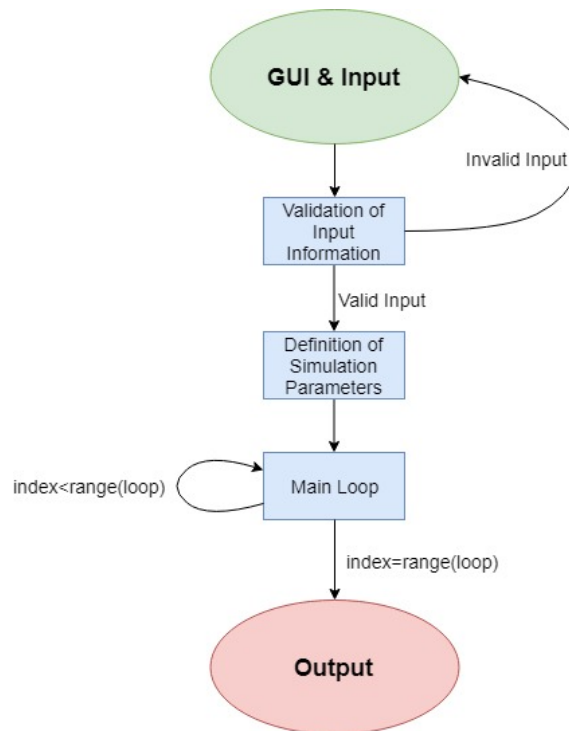 GUI & Input
Invalid Input
Validation of
Input
Information
Valid Input
Definition of
Simulation
Parameters
index<range(loop)
Main Loop
index=range(loop)
Output